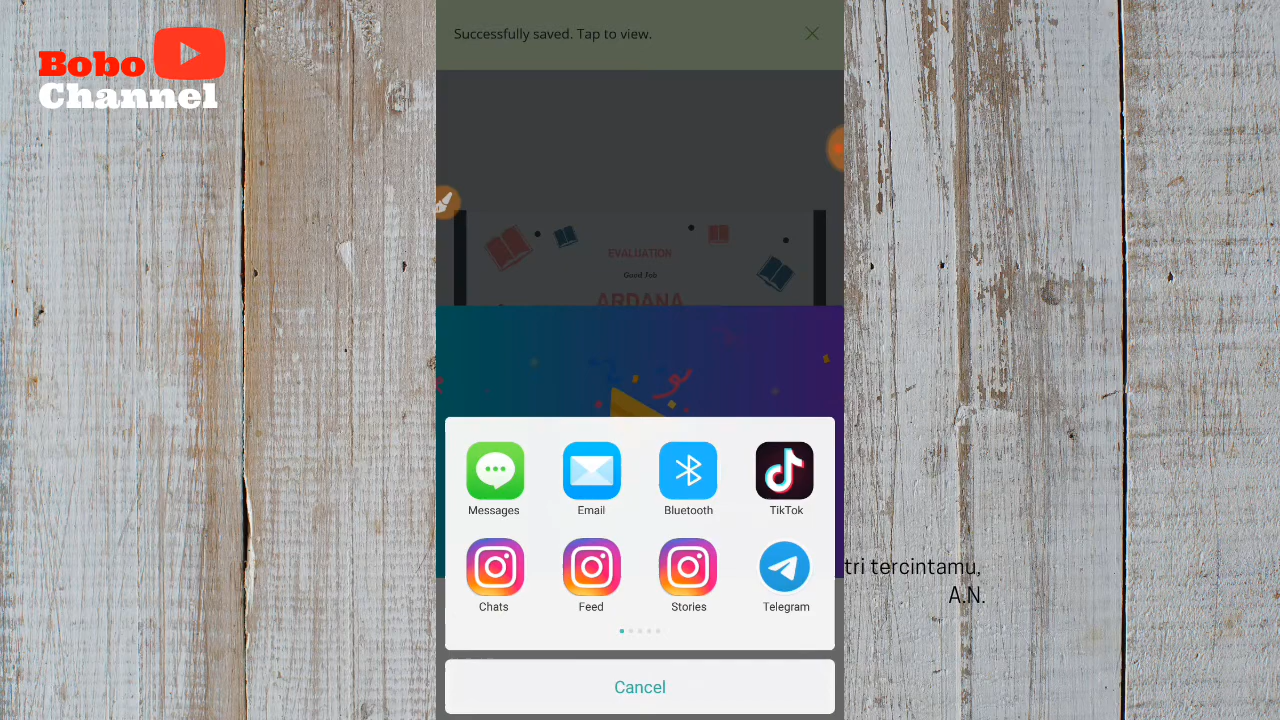 Bobo
Channel
Successfully saved. Tap to view.
EVALUATION
Good Job
ARDANA
Messages
Email
Bluetooth
TikTok
Chats
Feed
Stories
Telegram
tri tercintamu,
A.N.
Cancel